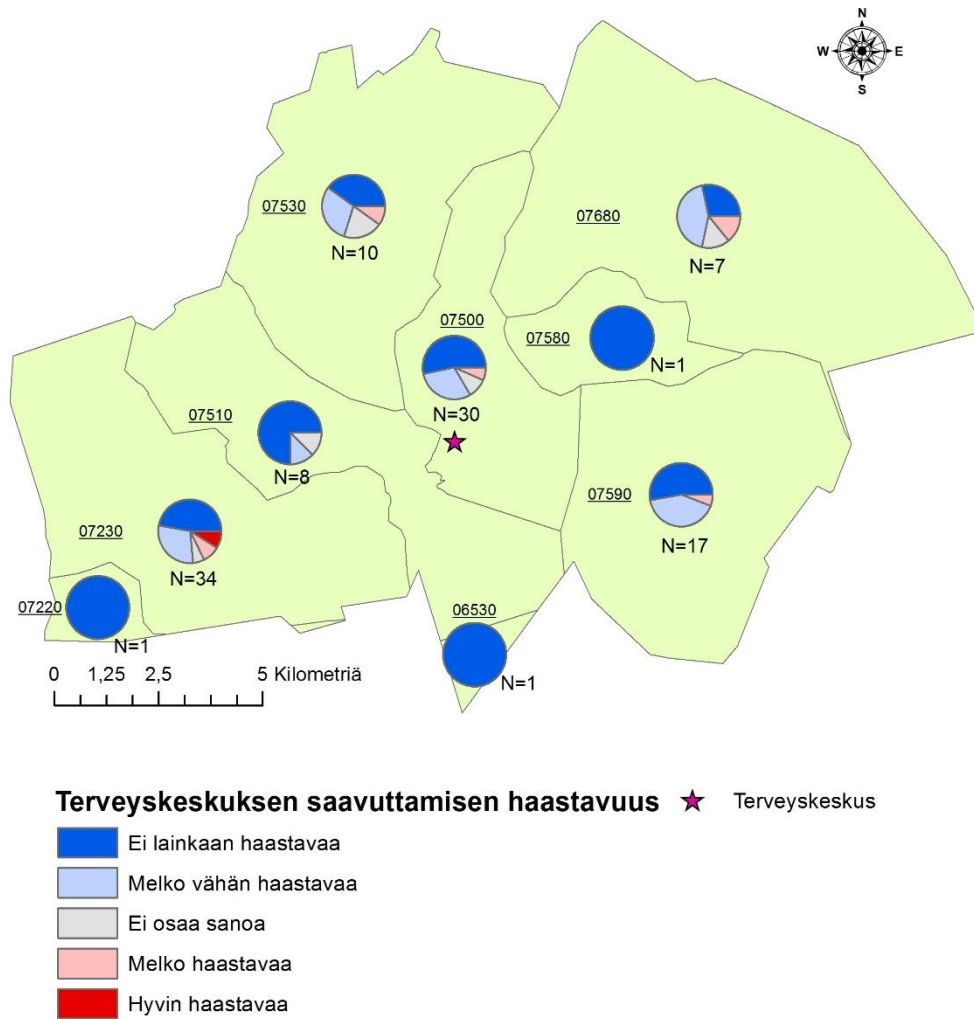 N
W E
S
07530
N=10
07680
N=7
07500
N=30
07580
N=1
07510
N=8
07590
N=17
07230
N=34
07220
N=1
06530
N=1
0 1,25 2,5 5 Kilometriä
Terveyskeskuksen saavuttamisen haastavuus
Terveyskeskus
Ei lainkaan haastavaa
Melko vähän haastavaa
Ei osaa sanoa
Melko haastavaa
Hyvin haastavaa